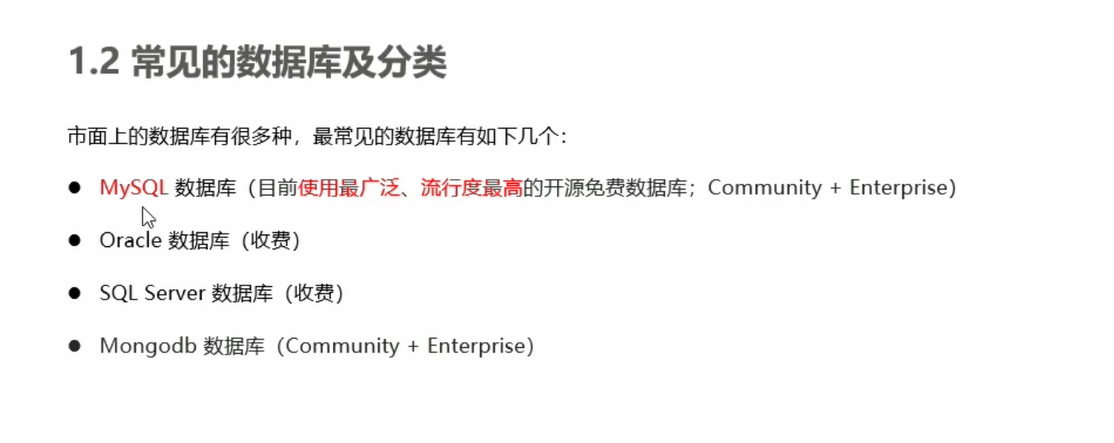 1.2 常见的数据库及分类
市面上的数据库有很多种，最常见的数据库有如下几个：
● MySQL 数据库（目前使用最广泛、流行度最高的开源免费数据库；Community + Enterprise）
● Oracle 数据库（收费）
● SQL Server 数据库（收费）
● Mongodb 数据库（Community + Enterprise）